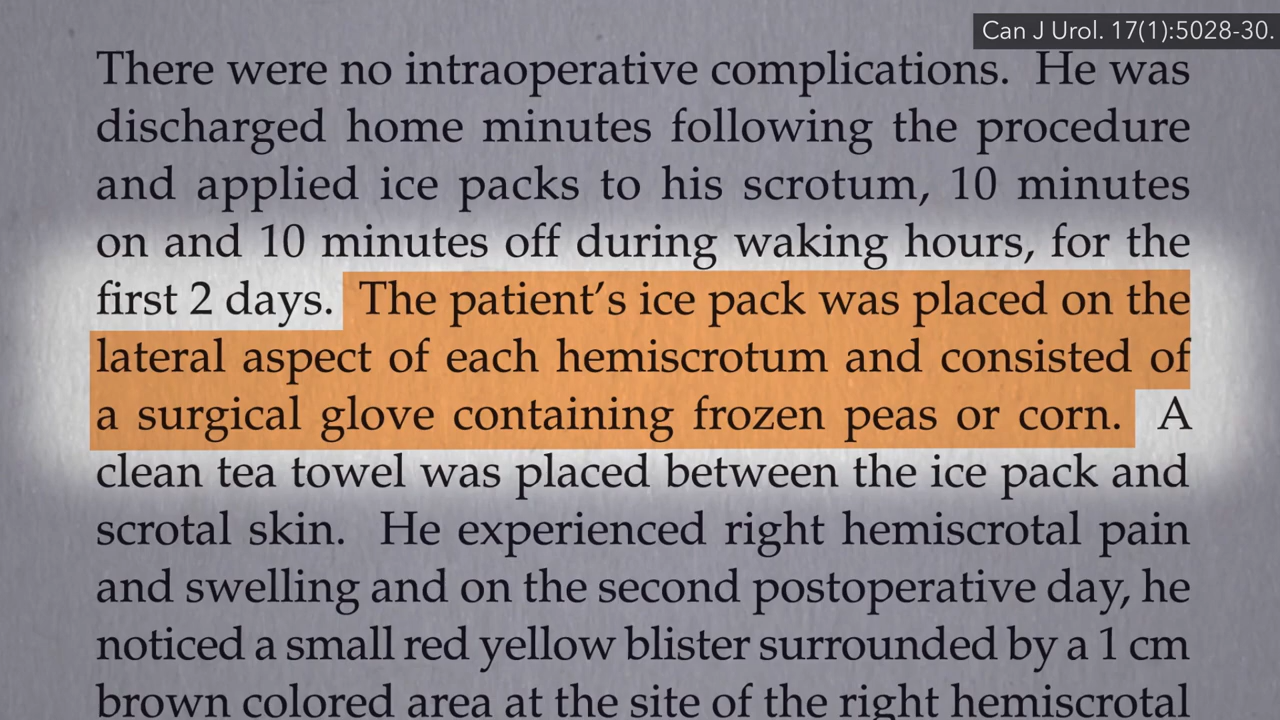 Can J Urol. 17(1):5028-30.
There were no intraoperative complications. He was
discharged home minutes following the procedure
and applied ice packs to his scrotum, 10 minutes
on and 10 minutes off during waking hours, for the
first 2 days. The patient’s ice pack was placed on the
lateral aspect of each hemiscrotum and consisted of
a surgical glove containing frozen peas or corn. A
clean tea towel was placed between the ice pack and
scrotal skin. He experienced right hemiscrotal pain
and swelling and on the second postoperative day, he
noticed a small red yellow blister surrounded by a 1 cm
brown colored area at the site of the right hemiscrotal